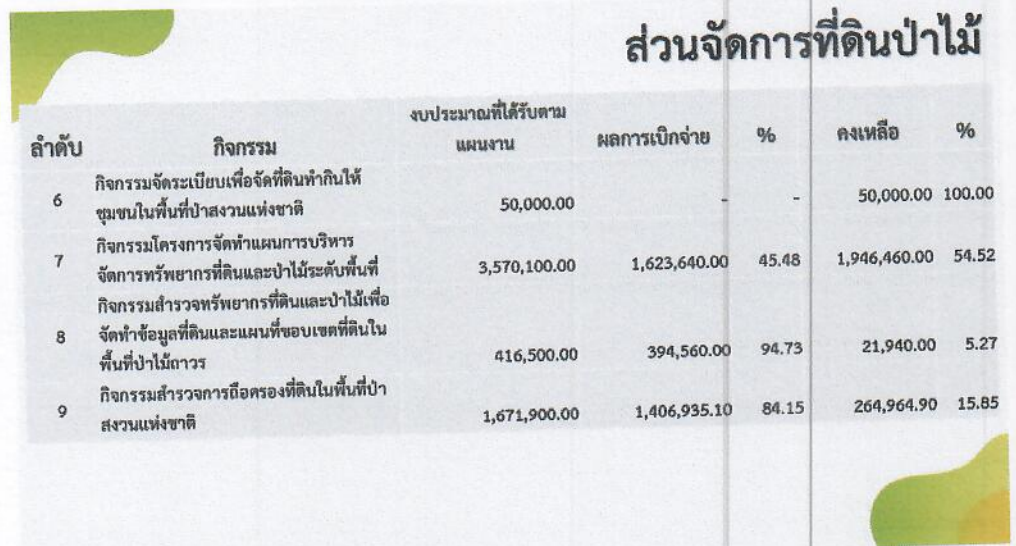 ส่วนจัดการที่ดินป่าไม้
ลำดับ กิจกรรม งบประมาณที่ได้รับตาม ผลการเบิกจ่าย % คงเหลือ %
แผนงาน
กิจกรรมจัดระเบียบเพื่อจัดที่ดินทำกินให้
6 ชุมชนในพื้นที่ป่าสงวนแห่งชาติ 50,000.00 - - 50,000.00 100.00
กิจกรรมโครงการจัดทำแผนการบริหาร
7 จัดการทรัพยากรที่ดินและป่าไม้ระดับพื้นที่ 3,570,100.00 1,623,640.00 45.48 1,946,460.00 54.52
กิจกรรมสำรวจทรัพยากรที่ดินและป่าไม้เพื่อ
8 จัดทำข้อมูลที่ดินและแผนที่ขอบเขตที่ดินใน
พื้นที่ป่าไม้ถาวร 416,500.00 394,560.00 94.73 21,940.00 5.27
กิจกรรมสำรวจการถือครองที่ดินในพื้นที่ป่า
9 สงวนแห่งชาติ 1,671,900.00 1,406,935.10 84.15 264,964.90 15.85